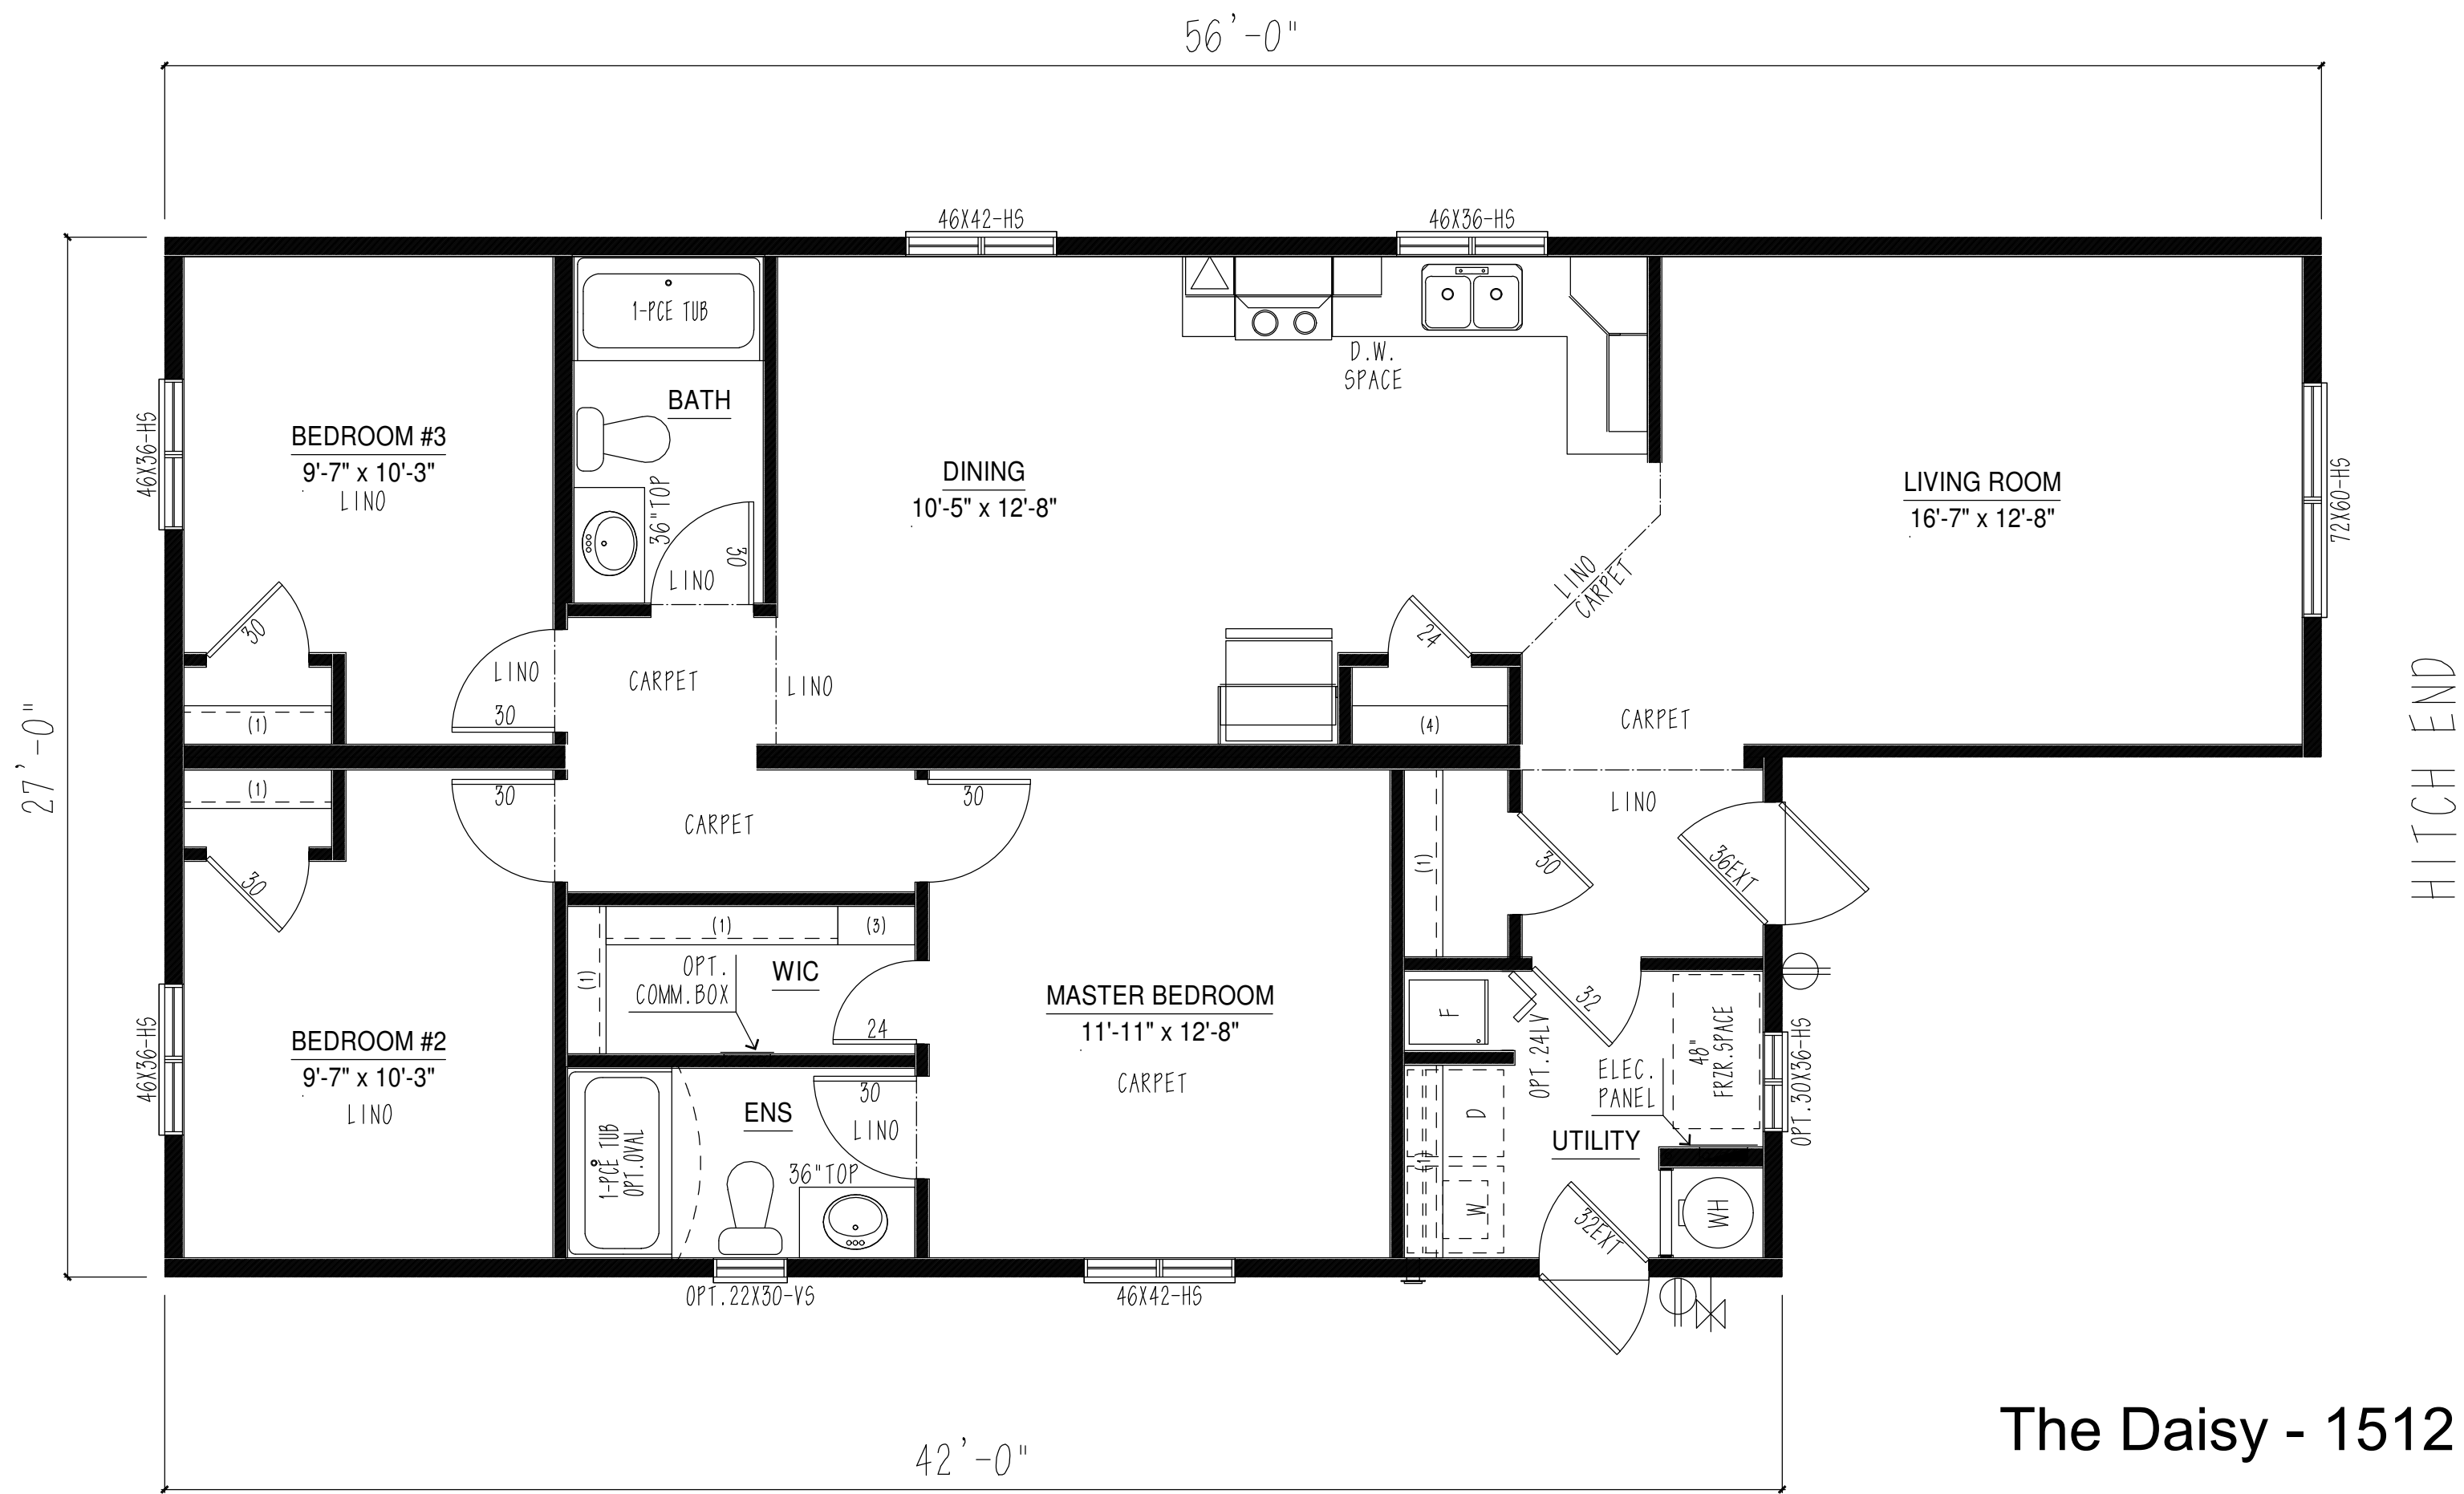 56'-0"
46X42-HS
46X36-HS
1-PCE TUB
D.W.
SPACE
BATH
BEDROOM #3
9'-7" x 10'-3"
LINO
46X36-HS
36"TOP
30
LINO
DINING
10'-5" x 12'-8"
LIVING ROOM
16'-7" x 12'-8"
72X60-HS
LINO
CARPET
30
24
LINO
30
CARPET
LINO
(1)
(4)
CARPET
27'-0"
HITCH END
(1)
30
30
CARPET
30
LINO
30
(1)
36EXT
(1)
(3)
(1)
OPT.
COMM.BOX
WIC
24
MASTER BEDROOM
11'-11" x 12'-8"
CARPET
F
32
OPT.24LV
48"
FRZR.SPACE
OPT.30X36-HS
ELEC.
PANEL
BEDROOM #2
9'-7" x 10'-3"
LINO
46X36-HS
1-PCE TUB
OPT.OVAL
ENS
30
LINO
36"TOP
D
(1)
W
UTILITY
32EXT
WH
OPT.22X30-VS
46X42-HS
42'-0"
The Daisy - 1512